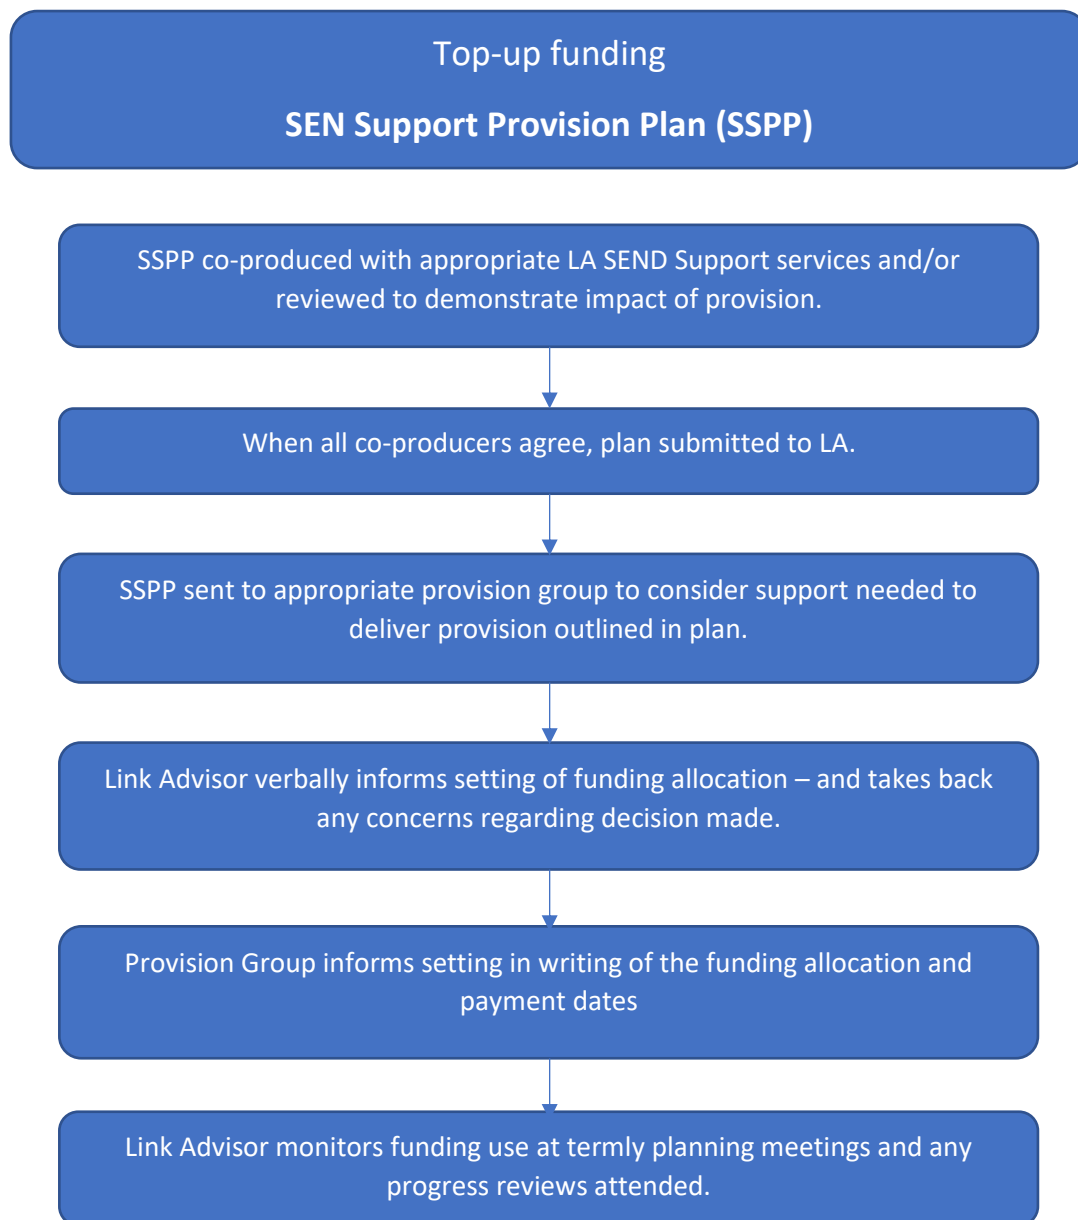 Top-up funding
SEN Support Provision Plan (SSPP)
SSPP co-produced with appropriate LA SEND Support services and/or
reviewed to demonstrate impact of provision.
When all co-producers agree, plan submitted to LA.
SSPP sent to appropriate provision group to consider support needed to
deliver provision outlined in plan.
Link Advisor verbally informs setting of funding allocation – and takes back
any concerns regarding decision made.
Provision Group informs setting in writing of the funding allocation and
payment dates
Link Advisor monitors funding use at termly planning meetings and any
progress reviews attended.